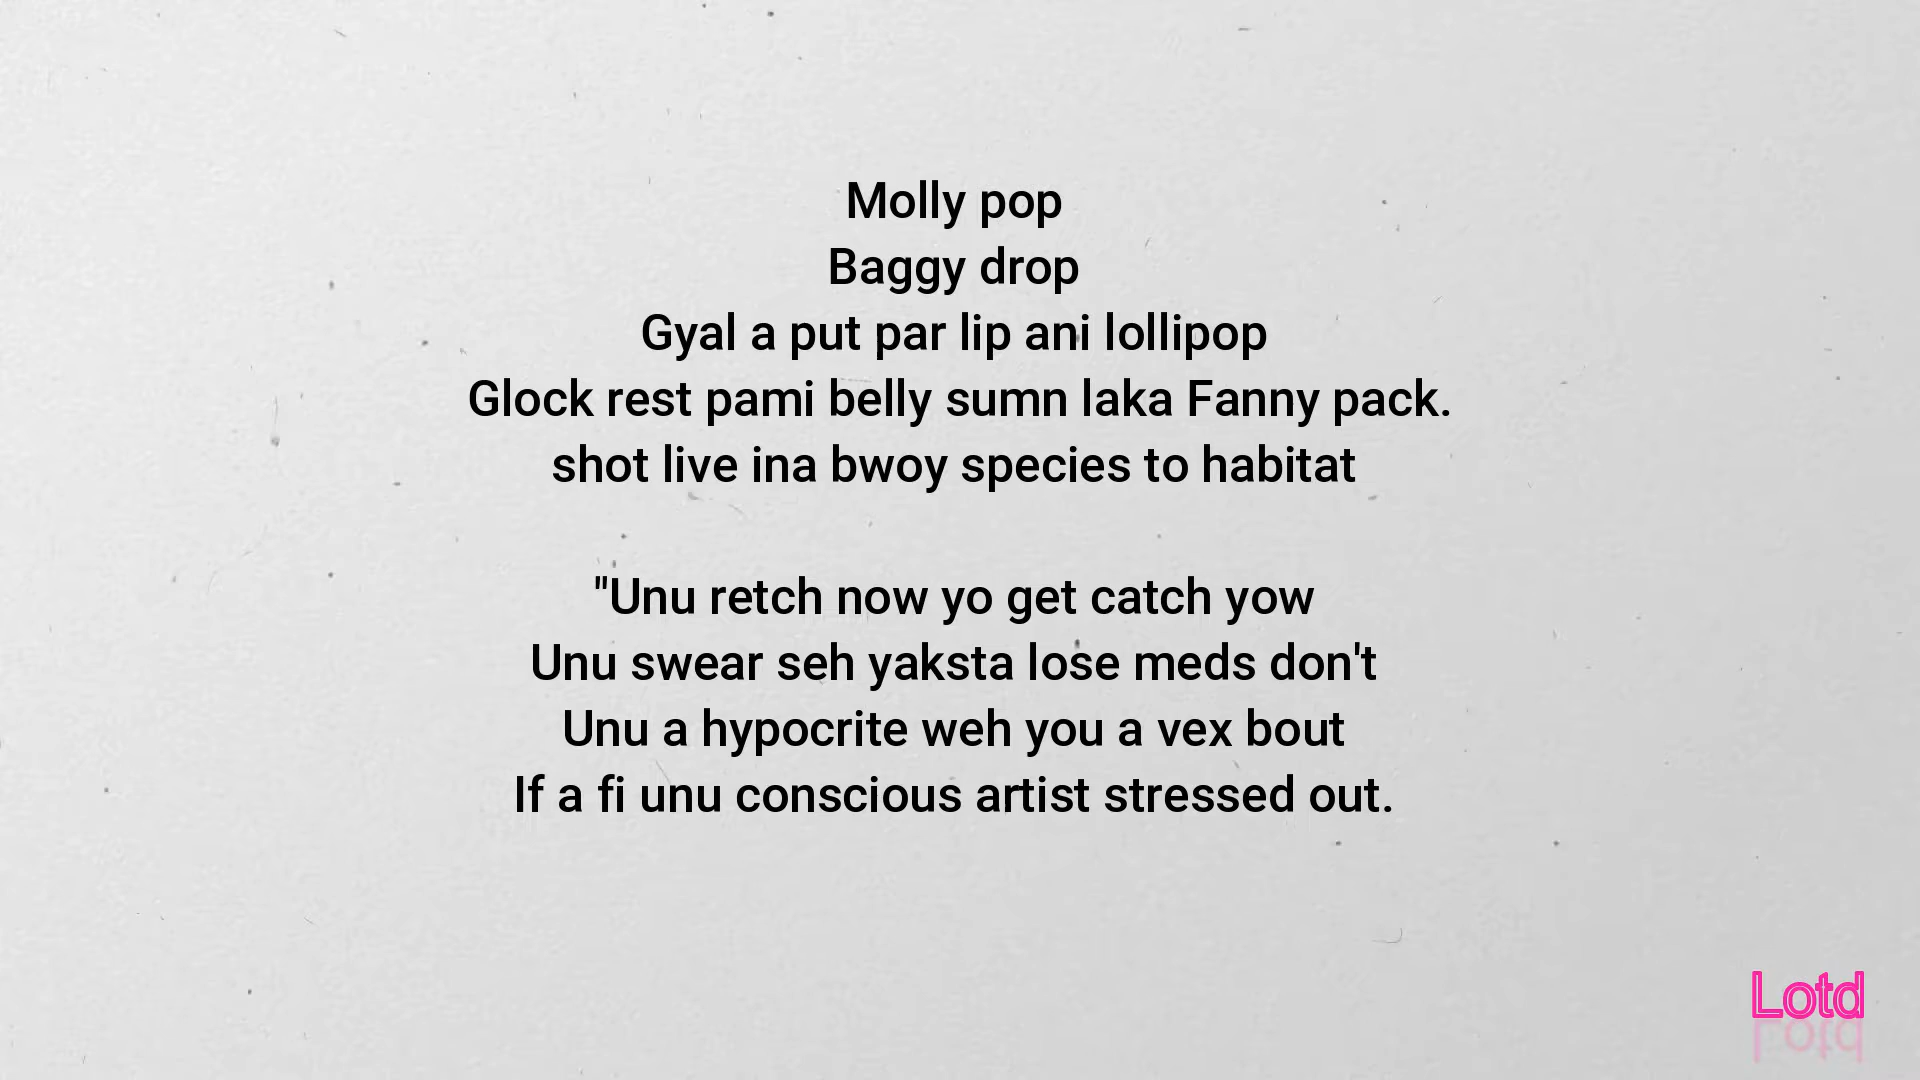 Molly pop
Baggy drop
Gyal a put par lip ani lollipop
Glock rest pami belly sumn laka Fanny pack.
shot live ina bwoy species to habitat
"Unu retch now yo get catch yow
Unu swear seh yaksta lose meds don't
Unu a hypocrite weh you a vex bout
If a fi unu conscious artist stressed out.
Lotd